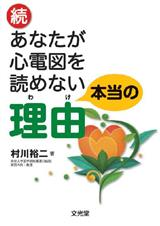 続
あなたが
心電図を
読めない
本当の
わけ
理由
村川裕二 著
文光堂